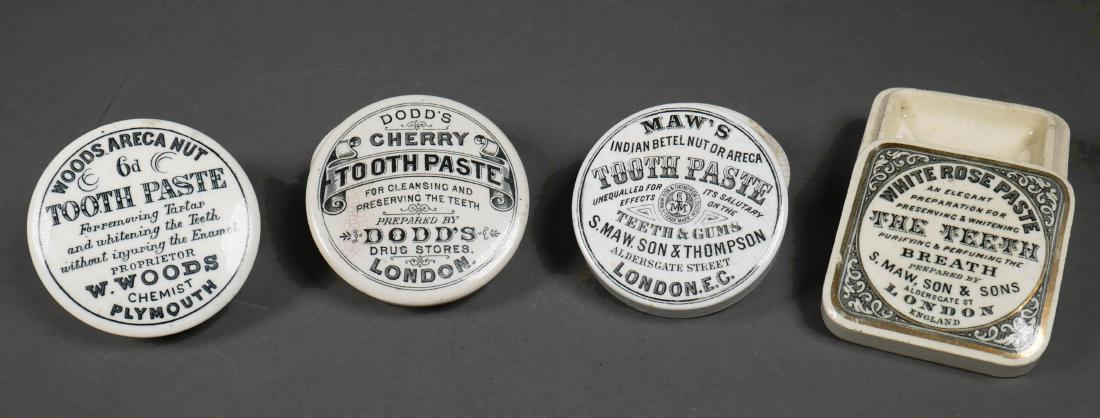 WOODS ARECA NUT
6d
TOOTH PASTE
For removing Tartar
and whitening the Teeth
without injuring the Enamel
PROPRIETOR
W. WOODS
CHEMIST
PLYMOUTH
DODD'S
CHERRY
TOOTH PASTE
FOR CLEANSING AND
PRESERVING THE TEETH
PREPARED BY
DODD'S
DRUG STORES,
LONDON.
MAW'S
INDIAN BETEL NUT OR ARECA
TOOTH PASTE
UNEQUALLED FOR ITS SALUTARY
EFFECTS ON THE
TEETH & GUMS
S. MAW. SON & THOMPSON
ALDERSGATE STREET
LONDON. E.C.
WHITE ROSE PASTE
AN ELEGANT
PREPARATION FOR
PRESERVING & WHITENING
THE TEETH
PURIFYING & PERFUMING THE
BREATH
PREPARED BY
S. MAW, SON & SONS
ALDERSGATE ST
LONDON
ENGLAND